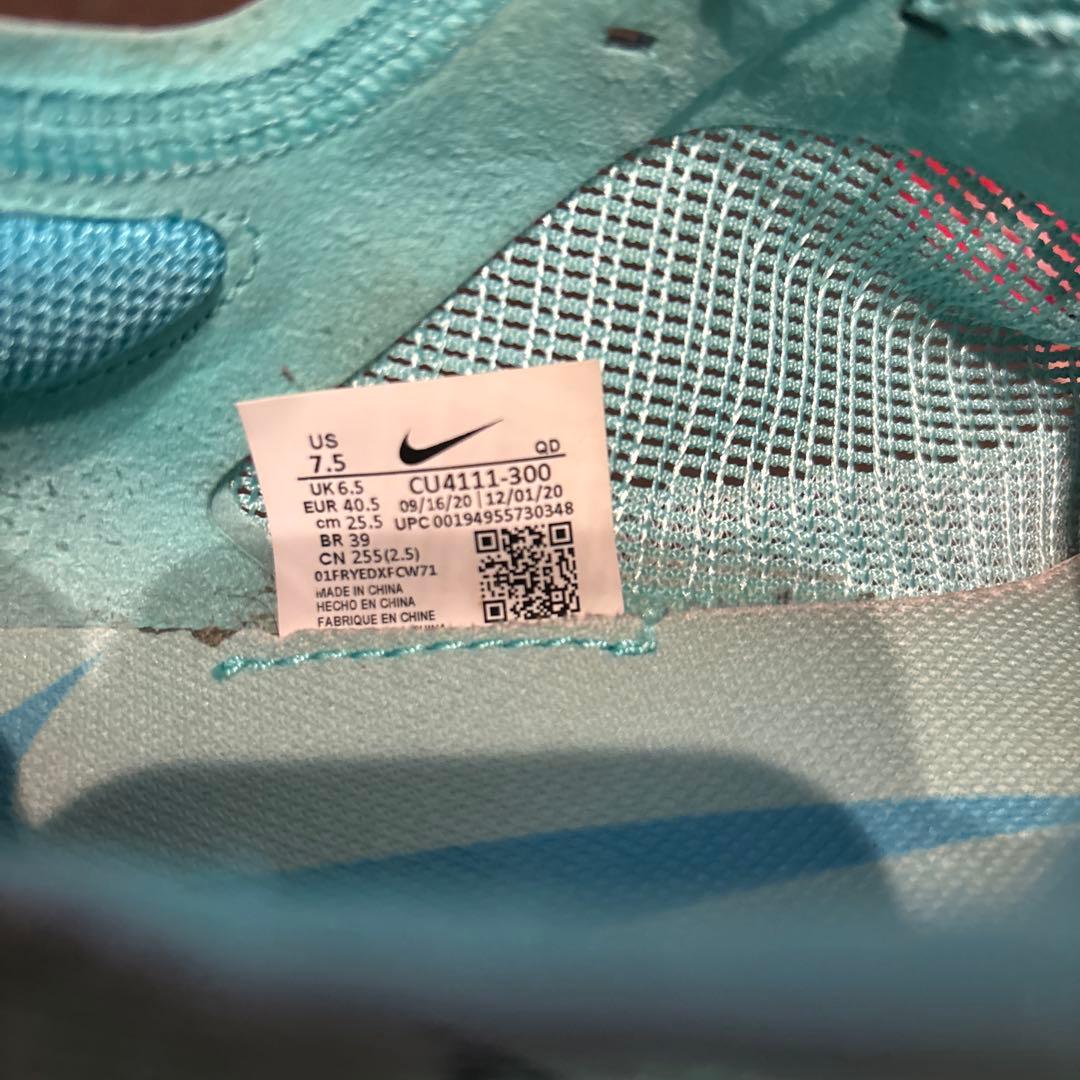 US
7.5
QD
UK 6.5
CU4111-300
EUR 40.5
09/16/20 | 12/01/20
cm 25.5
UPC 00194955730348
BR 39
CN 255(2.5)
01FRYEDXFCW71
MADE IN CHINA
HECHO EN CHINA
FABRIQUE EN CHINE